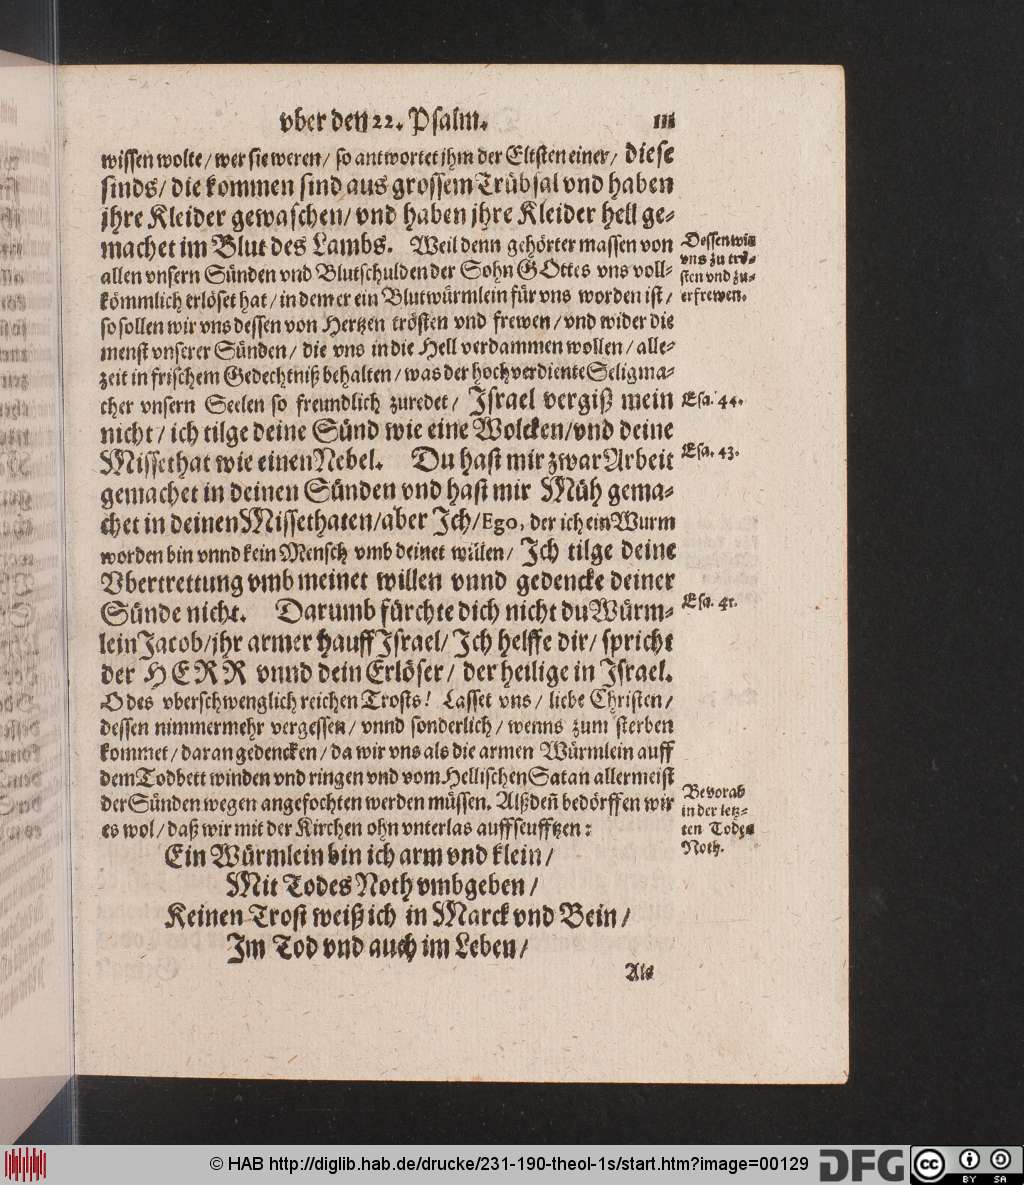 vber den 22. Psalm. 111
wissen wolte / wer sie weren / so antwortet jhm der Eltsten einer / diese
sinds / die kommen sind aus grossem Trübsal vnd haben
jhre Kleider gewaschen / vnd haben jhre Kleider hell ge-
machet im Blut des Lambs. Weil denn gehörter massen von
allen vnsern Sünden vnd Blutschulden der Sohn GOttes vns voll-
kömmlich erlöset hat / in dem er ein Blutwürmlein für vns worden ist /
so sollen wir vns dessen von Hertzen trösten vnd frewen / vnd wider die
menst vnserer Sünden / die vns in die Hell verdammen wollen / alle-
zeit in frischem Gedechtniß behalten / was der hochverdiente Seligma-
cher vnsern Seelen so freundlich zuredet / Israel vergiß mein
nicht / ich tilge deine Sünd wie eine Wolcken / vnd deine
Missethat wie einen Nebel. Du hast mir zwar Arbeit
gemachet in deinen Sünden vnd hast mir Müh gema-
chet in deinen Missethaten / aber Ich / Ego, der ich ein Wurm
worden bin vnnd kein Mensch vmb deinet willen / Ich tilge deine
Vbertrettung vmb meinet willen vnnd gedencke deiner
Sünde nicht. Darumb fürchte dich nicht du Würm-
lein Jacob / jhr armer hauff Israel / Ich helffe dir / spricht
der HERR vnnd dein Erlöser / der heilige in Israel.
O des vberschwenglich reichen Trosts! Lasset vns / liebe Christen /
dessen nimmermehr vergessen / vnnd sonderlich / wenns zum sterben
kommet / daran gedencken / da wir vns als die armen Würmlein auff
dem Todbett winden vnd ringen vnd vom Hellischen Satan allermeist
der Sünden wegen angefochten werden müssen. Alßdeñ bedörffen wir
es wol / daß wir mit der Kirchen ohn vnterlas auffseufftzen:
Ein Würmlein bin ich arm vnd klein /
Mit Todes Noth vmbgeben /
Keinen Trost weiß ich in Marck vnd Bein /
Im Tod vnd auch im Leben /
Als
Dessen wir
vns zu trö-
sten vnd zu-
erfrewen.
Esa. 44.
Esa. 43.
Esa. 41.
Bevorab
in der letz-
ten Todes
Noth.
© HAB http://diglib.hab.de/drucke/231-190-theol-1s/start.htm?image=00129
DFG
cc BY SA